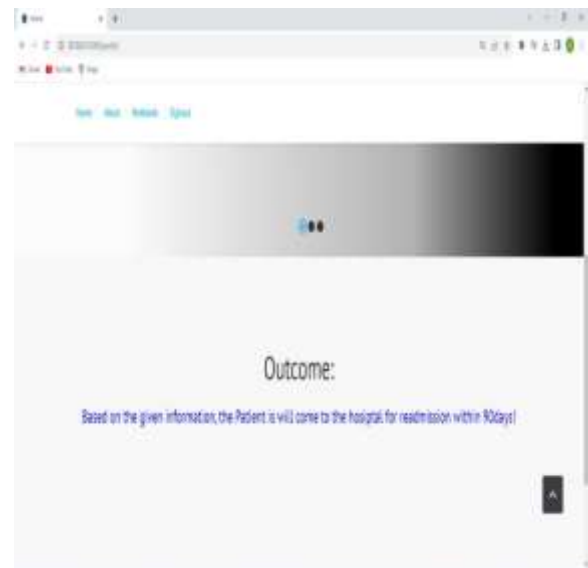 Home About Notebook Signout
Outcome:
Based on the given information, the Patient is will come to the hosiptal for readmission within 90days!